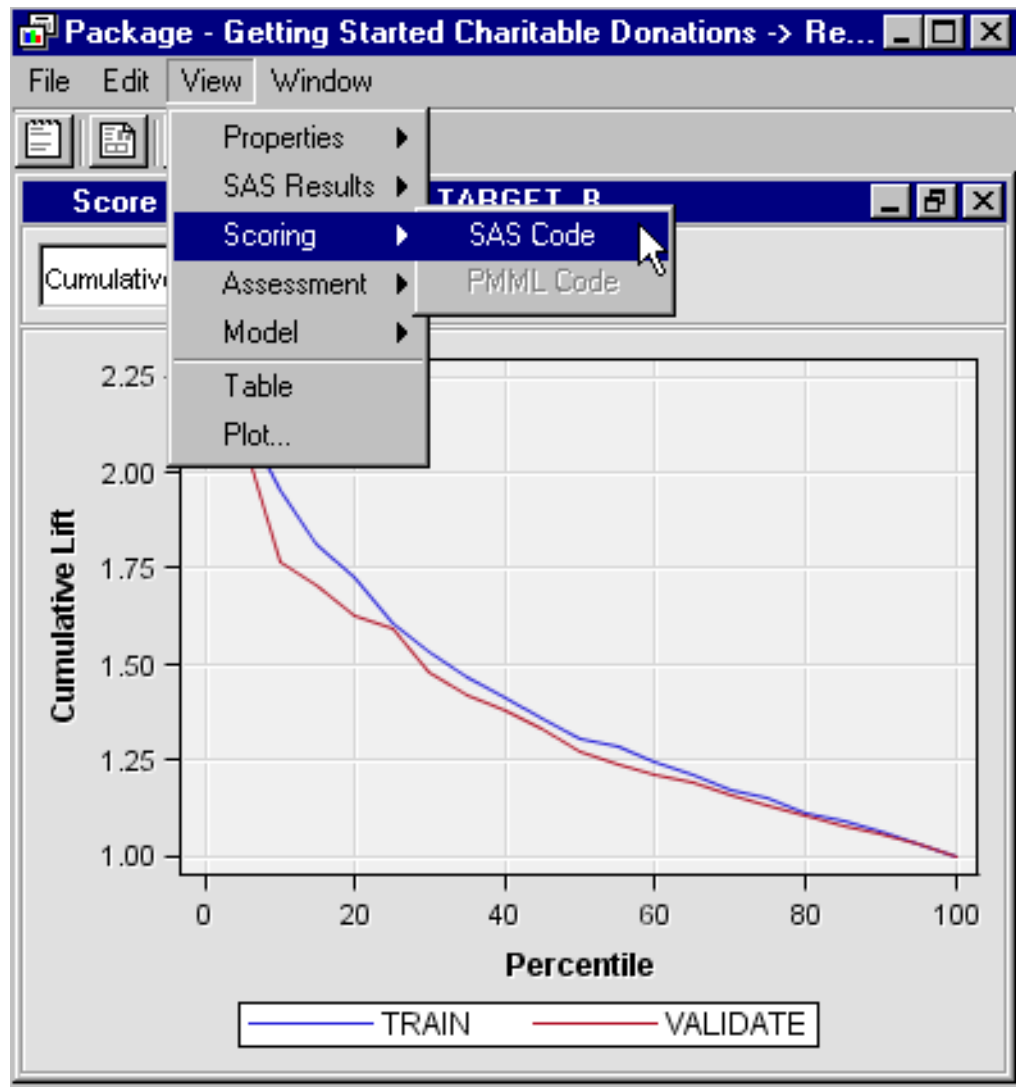 Package - Getting Started Charitable Donations -> Re...
File Edit View Window
Properties
SAS Results
Score TARGET_B
Scoring
SAS Code
Cumulative
Assessment
PMML Code
Model
Table
Plot...
2.25
2.00
1.75
1.50
1.25
1.00
Cumulative Lift
0 20 40 60 80 100
Percentile
TRAIN VALIDATE